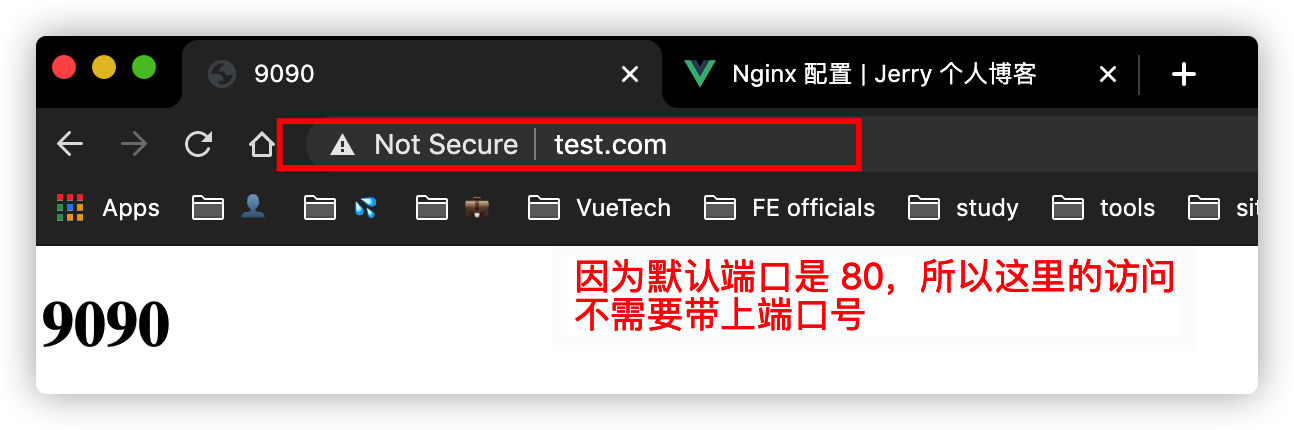 9090
Nginx 配置 | Jerry 个人博客
Not Secure
test.com
Apps
VueTech
FE officials
study
tools
sit
9090
因为默认端口是 80，所以这里的访问
不需要带上端口号